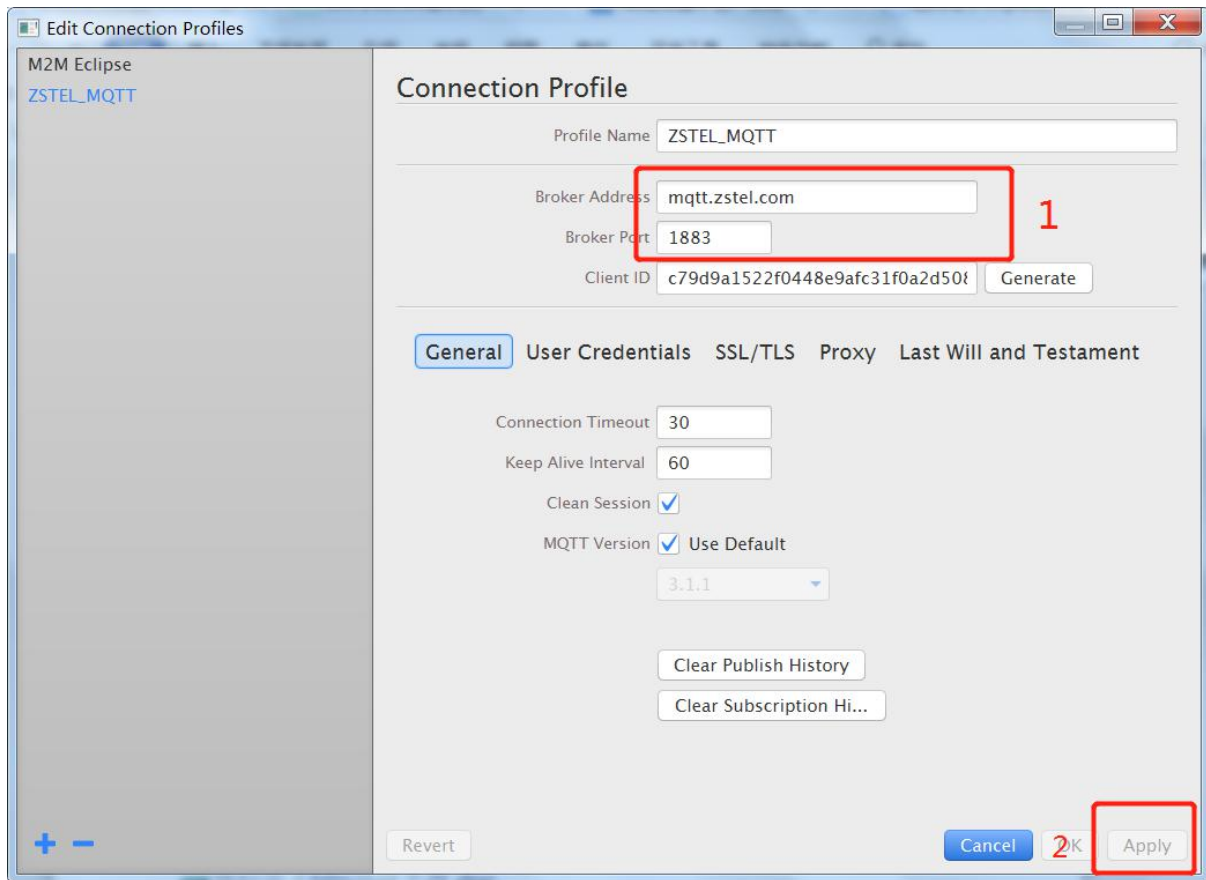 Edit Connection Profiles
M2M Eclipse
ZSTEL_MQTT
Connection Profile
Profile Name ZSTEL_MQTT
Broker Address mqtt.zstel.com
1
Broker Port 1883
Client ID c79d9a1522f0448e9afc31f0a2d508 Generate
General User Credentials SSL/TLS Proxy Last Will and Testament
Connection Timeout 30
Keep Alive Interval 60
Clean Session
MQTT Version Use Default
3.1.1
Clear Publish History
Clear Subscription Hi...
Revert Cancel 2 OK Apply